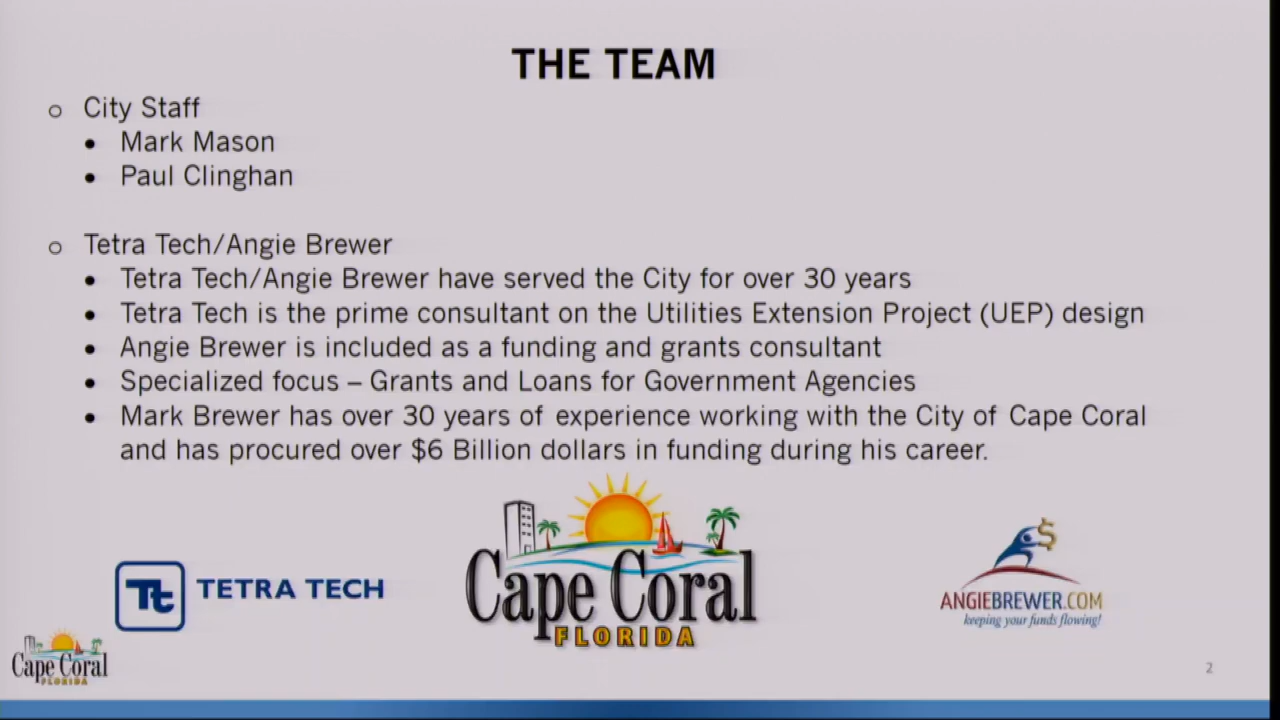 THE TEAM
o City Staff
• Mark Mason
• Paul Clinghan
o Tetra Tech/Angie Brewer
• Tetra Tech/Angie Brewer have served the City for over 30 years
• Tetra Tech is the prime consultant on the Utilities Extension Project (UEP) design
• Angie Brewer is included as a funding and grants consultant
• Specialized focus – Grants and Loans for Government Agencies
• Mark Brewer has over 30 years of experience working with the City of Cape Coral
and has procured over $6 Billion dollars in funding during his career.
Tt TETRA TECH
Cape Coral
FLORIDA
$
ANGIEBREWER.COM
keeping your funds flowing!
Cape Coral
FLORIDA
2